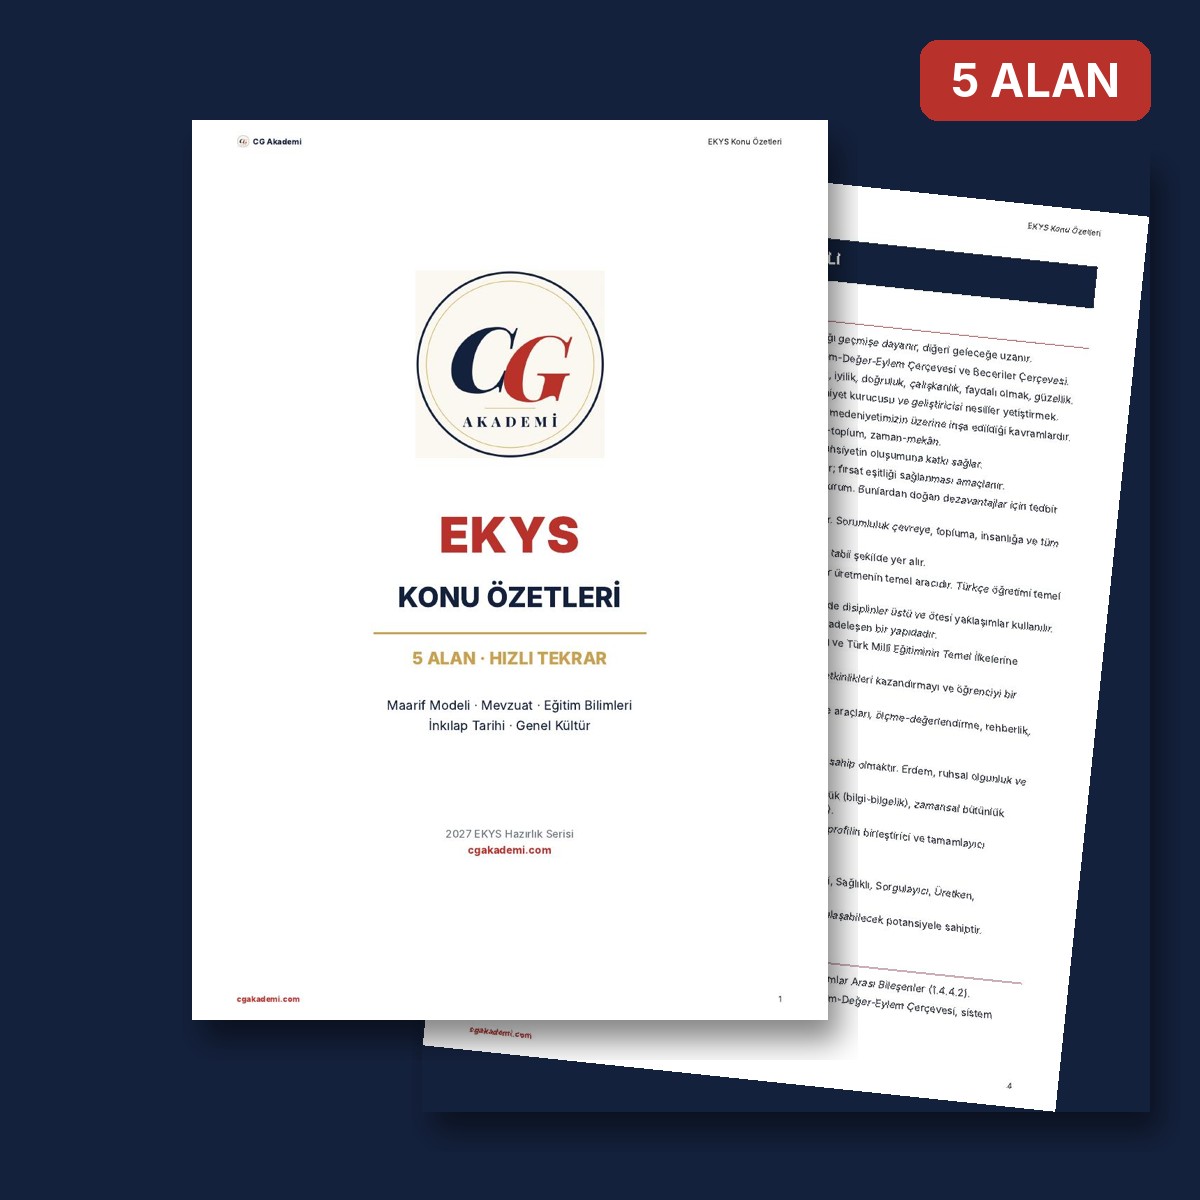 5 ALAN
CG Akademi
EKYS Konu Özetleri
CG
AKADEMİ
EKYS
KONU ÖZETLERİ
5 ALAN · HIZLI TEKRAR
Maarif Modeli · Mevzuat · Eğitim Bilimleri
İnkılap Tarihi · Genel Kültür
2027 EKYS Hazırlık Serisi
cgakademi.com
cgakademi.com
1
EKYS Konu Özetleri
geçmişe dayanır, diğeri geleceğe uzanır.
m-Değer-Eylem Çerçevesi ve Beceriler Çerçevesi.
, iyilik, doğruluk, çalışkanlık, faydalı olmak, güzellik.
iyet kurucusu ve geliştiricisi nesiller yetiştirmek.
medeniyetimizin üzerine inşa edildiği kavramlardır.
-toplum, zaman-mekân.
nsiyetin oluşumuna katkı sağlar.
r; fırsat eşitliği sağlanması amaçlanır.
urum. Bunlardan doğan dezavantajlar için tedbir
r. Sorumluluk çevreye, topluma, insanlığa ve tüm
tabii şekilde yer alır.
r üretmenin temel aracıdır. Türkçe öğretimi temel
de disiplinler üstü ve ötesi yaklaşımlar kullanılır.
adeleşen bir yapıdadır.
ve Türk Millî Eğitiminin Temel İlkelerine
etkinlikleri kazandırmayı ve öğrenciyi bir
e araçları, ölçme-değerlendirme, rehberlik,
sahip olmaktır. Erdem, ruhsal olgunluk ve
ük (bilgi-bilgelik), zamansal bütünlük
).
profilin birleştirici ve tamamlayıcı
i, Sağlıklı, Sorgulayıcı, Üretken,
laşabilecek potansiyele sahiptir.
mlar Arası Bileşenler (1.4.4.2).
m-Değer-Eylem Çerçevesi, sistem
cgakademi.com
4